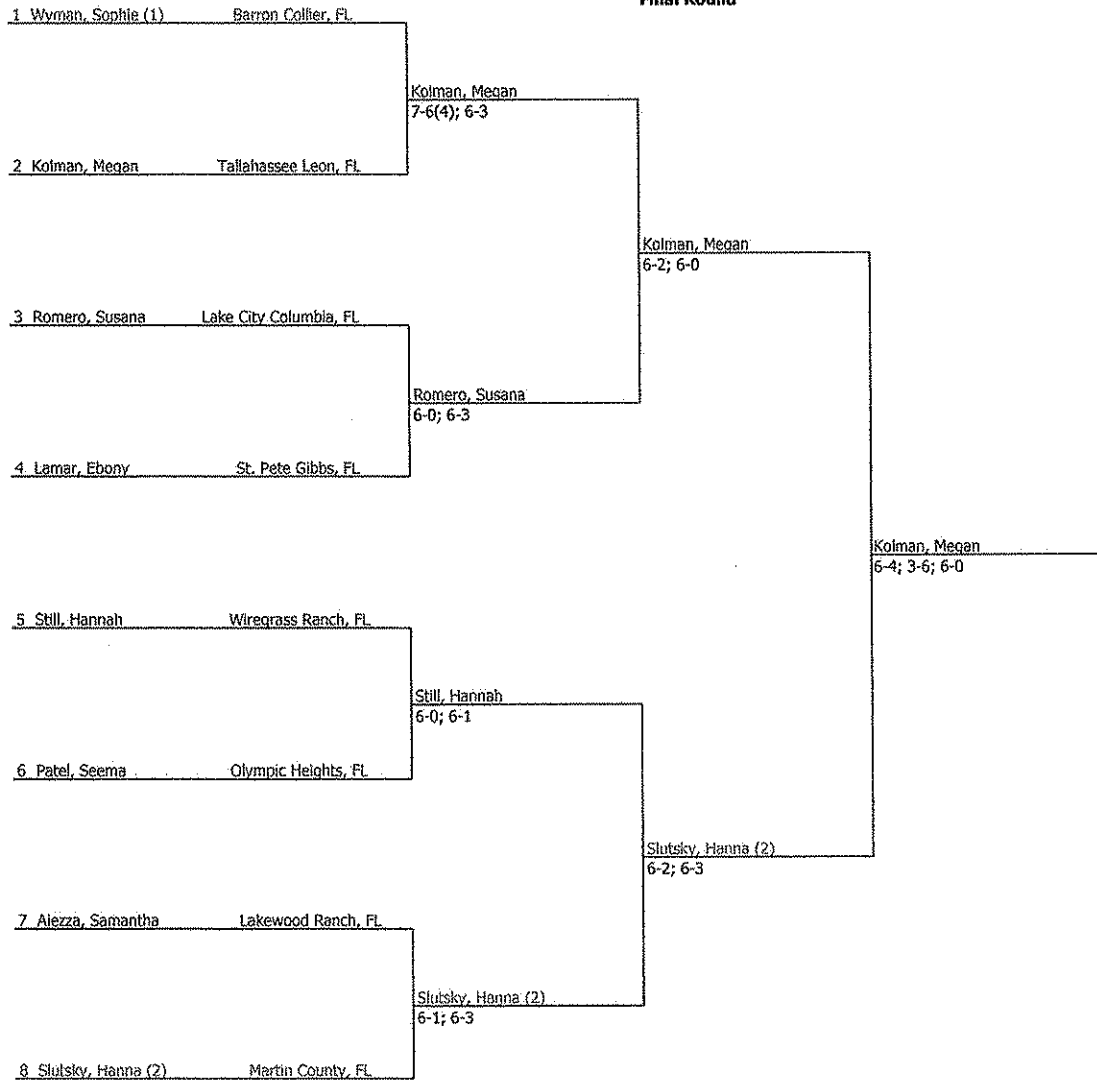 Final Round
1 Wyman, Sophie (1) Barron Collier, FL
Kolman, Megan
7-6(4); 6-3
2 Kolman, Megan Tallahassee Leon, FL
Kolman, Megan
6-2; 6-0
3 Romero, Susana Lake City Columbia, FL
Romero, Susana
6-0; 6-3
4 Lamar, Ebony St. Pete Gibbs, FL
Kolman, Megan
6-4; 3-6; 6-0
5 Still, Hannah Wiregrass Ranch, FL
Still, Hannah
6-0; 6-1
6 Patel, Seema Olympic Heights, FL
Slutsky, Hanna (2)
6-2; 6-3
7 Aiezza, Samantha Lakewood Ranch, FL
Slutsky, Hanna (2)
6-1; 6-3
8 Slutsky, Hanna (2) Martin County, FL